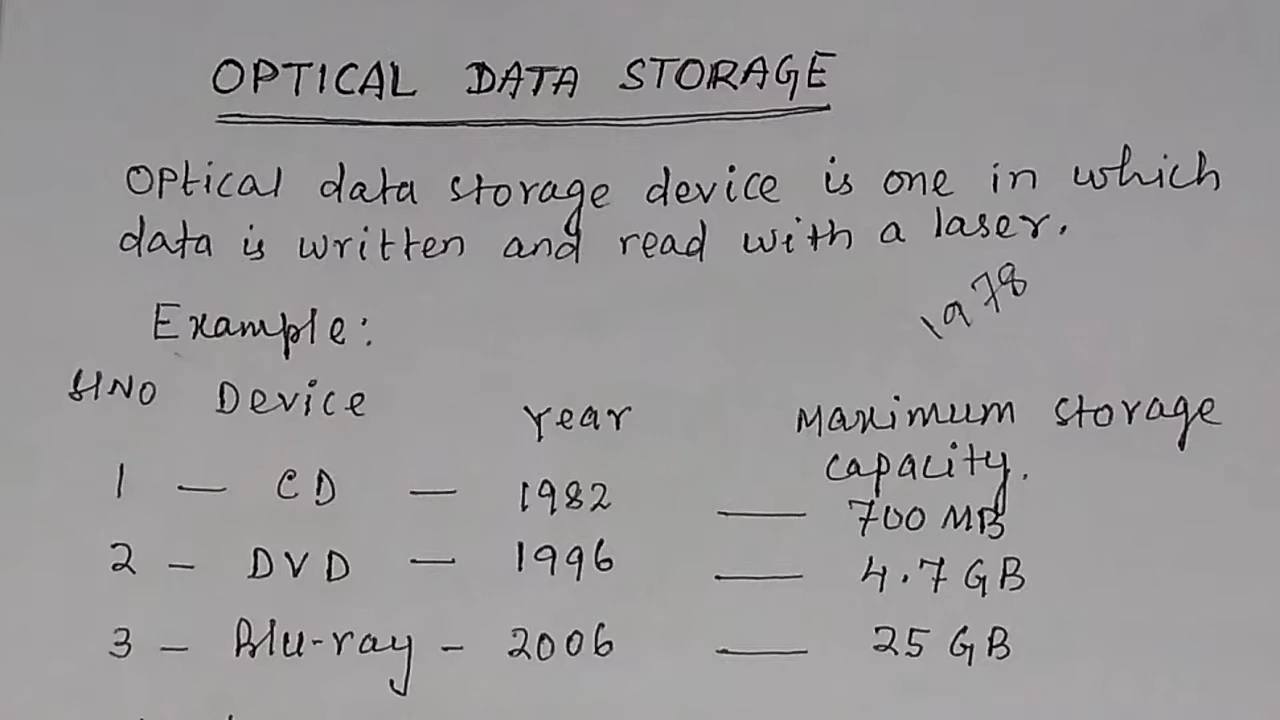 OPTICAL DATA STORAGE
Optical data storage device is one in which
data is written and read with a laser.
1978
Example:
SlNO Device Year Maximum storage
capacity.
1 — CD — 1982 — 700 MB
2 — DVD — 1996 — 4.7 GB
3 — Blu-ray - 2006 — 25 GB